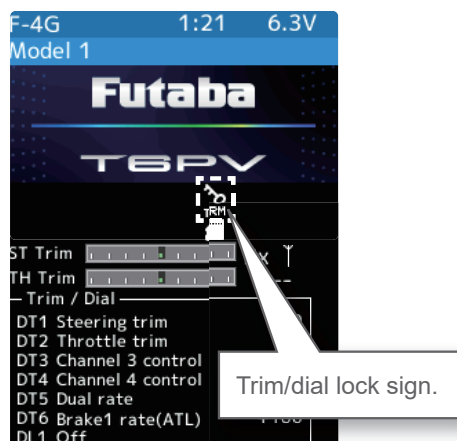 F-4G 1:21 6.3V
Model 1
Futaba
T6PV
TRM
ST Trim
TH Trim
Trim / Dial
DT1 Steering trim
DT2 Throttle trim
DT3 Channel 3 control
DT4 Channel 4 control
DT5 Dual rate
DT6 Brake1 rate(ATL)
DL1 Off
Trim/dial lock sign.